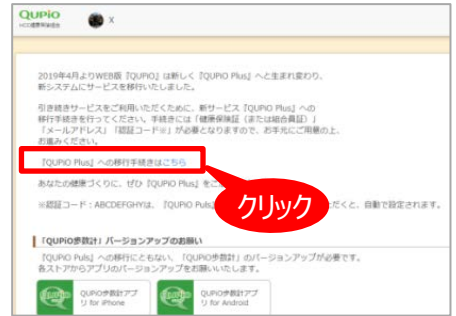 QUPiO
X
2019年4月よりWEB版『QUPiO』は新しく『QUPiO Plus』へと生まれ変わり、
新システムにサービスを移行いたしました。
引き続きサービスをご利用いただくために、新サービス『QUPiO Plus』への
移行手続きを行ってください。手続きには「健康保険証（または組合員証）」
「メールアドレス」「認証コード※」が必要となりますので、お手元にご用意の上、
お進みください。
『QUPiO Plus』への移行手続きはこちら
あなたの健康づくりに、ぜひ『QUPiO Plus』をご
クリック
※認証コード：ABCDEFGHYは、『QUPiO Puls』 ただくと、自動で設定されます。
「QUPiO歩数計」バージョンアップのお願い
『QUPiO Puls』への移行にともない、「QUPiO歩数計」のバージョンアップが必要です。
各ストアからアプリのバージョンアップをお願いいたします。
QUPiO歩数計アプ
リ for iPhone
QUPiO歩数計アプ
リ for Android